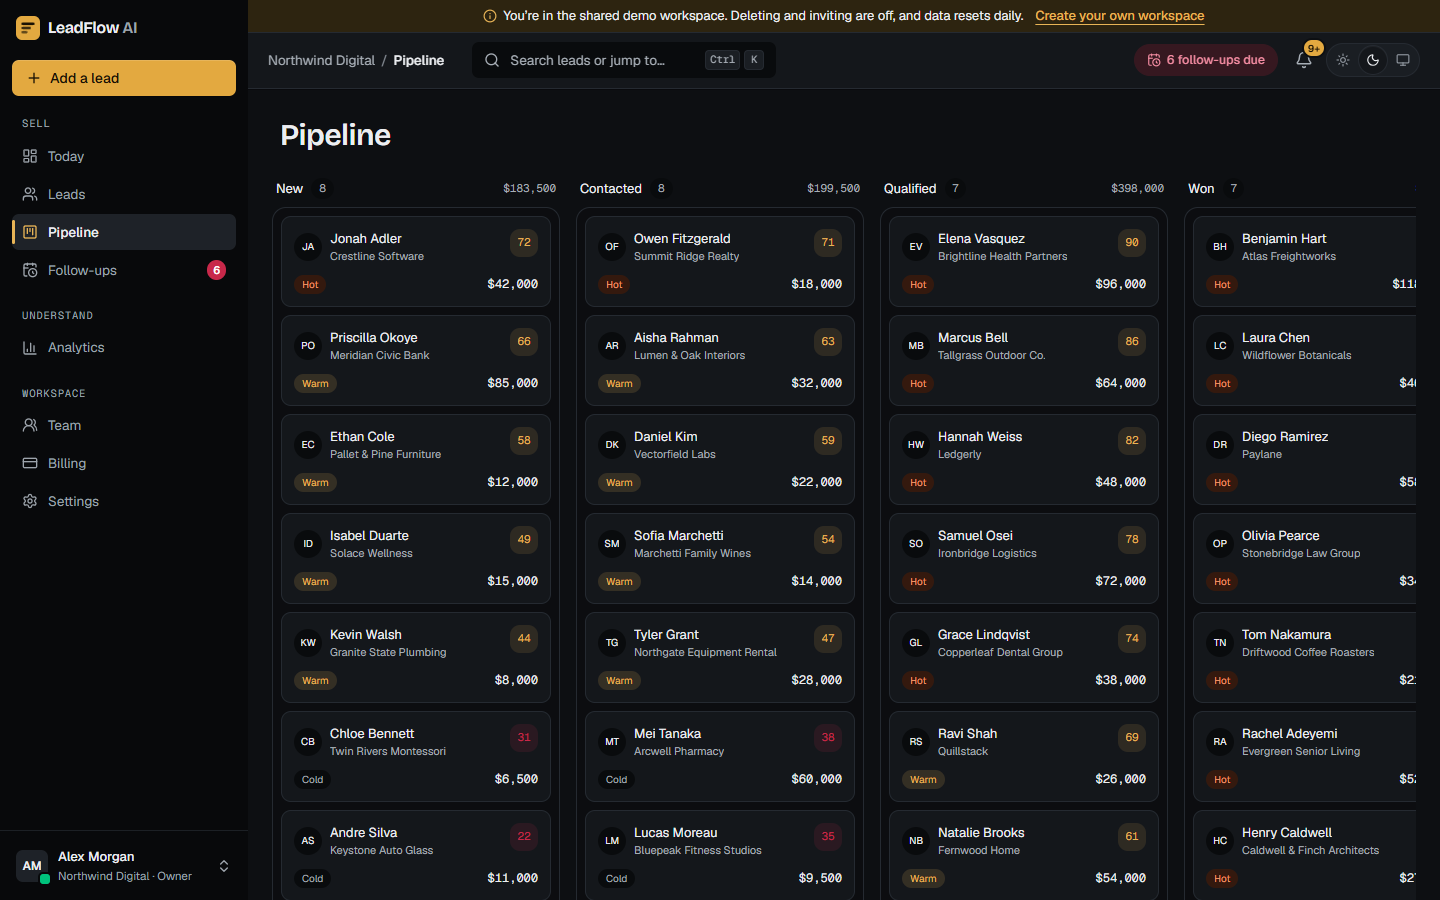 LeadFlow AI
Add a lead
SELL
Today
Leads
Pipeline
Follow-ups 6
UNDERSTAND
Analytics
WORKSPACE
Team
Billing
Settings
AM Alex Morgan
Northwind Digital · Owner
You're in the shared demo workspace. Deleting and inviting are off, and data resets daily. Create your own workspace
Northwind Digital / Pipeline
Search leads or jump to... Ctrl K
6 follow-ups due
9+
Pipeline
New 8 $183,500
JA Jonah Adler 72
Crestline Software
Hot $42,000
PO Priscilla Okoye 66
Meridian Civic Bank
Warm $85,000
EC Ethan Cole 58
Pallet & Pine Furniture
Warm $12,000
ID Isabel Duarte 49
Solace Wellness
Warm $15,000
KW Kevin Walsh 44
Granite State Plumbing
Warm $8,000
CB Chloe Bennett 31
Twin Rivers Montessori
Cold $6,500
AS Andre Silva 22
Keystone Auto Glass
Cold $11,000
Contacted 8 $199,500
OF Owen Fitzgerald 71
Summit Ridge Realty
Hot $18,000
AR Aisha Rahman 63
Lumen & Oak Interiors
Warm $32,000
DK Daniel Kim 59
Vectorfield Labs
Warm $22,000
SM Sofia Marchetti 54
Marchetti Family Wines
Warm $14,000
TG Tyler Grant 47
Northgate Equipment Rental
Warm $28,000
MT Mei Tanaka 38
Arcwell Pharmacy
Cold $60,000
LM Lucas Moreau 35
Bluepeak Fitness Studios
Cold $9,500
Qualified 7 $398,000
EV Elena Vasquez 90
Brightline Health Partners
Hot $96,000
MB Marcus Bell 86
Tallgrass Outdoor Co.
Hot $64,000
HW Hannah Weiss 82
Ledgerly
Hot $48,000
SO Samuel Osei 78
Ironbridge Logistics
Hot $72,000
GL Grace Lindqvist 74
Copperleaf Dental Group
Hot $38,000
RS Ravi Shah 69
Quillstack
Warm $26,000
NB Natalie Brooks 61
Fernwood Home
Warm $54,000
Won 7
BH Benjamin Hart
Atlas Freightworks
Hot
LC Laura Chen
Wildflower Botanicals
Hot
DR Diego Ramirez
Paylane
Hot
OP Olivia Pearce
Stonebridge Law Group
Hot
TN Tom Nakamura
Driftwood Coffee Roasters
Hot
RA Rachel Adeyemi
Evergreen Senior Living
Hot
HC Henry Caldwell
Caldwell & Finch Architects
Hot